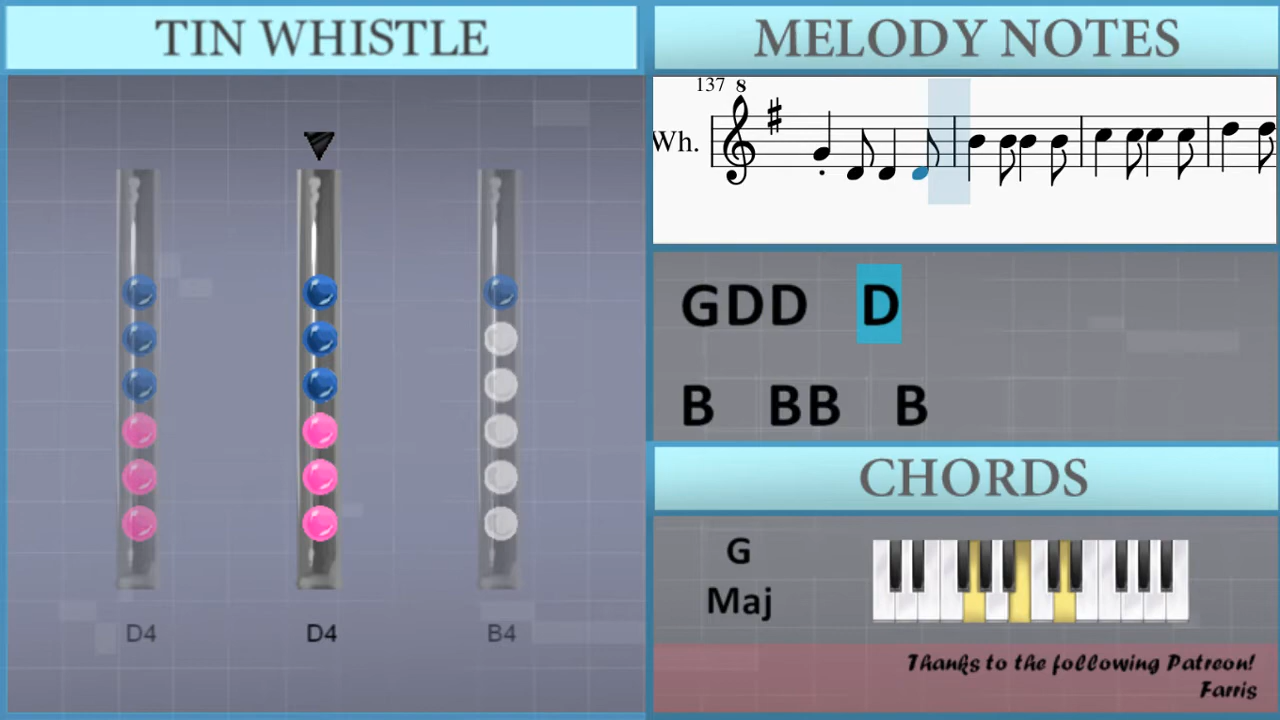 TIN WHISTLE
D4
D4
B4
MELODY NOTES
137
8
Wh.
GDD D
B BB B
CHORDS
G
Maj
Thanks to the following Patreon!
Farris